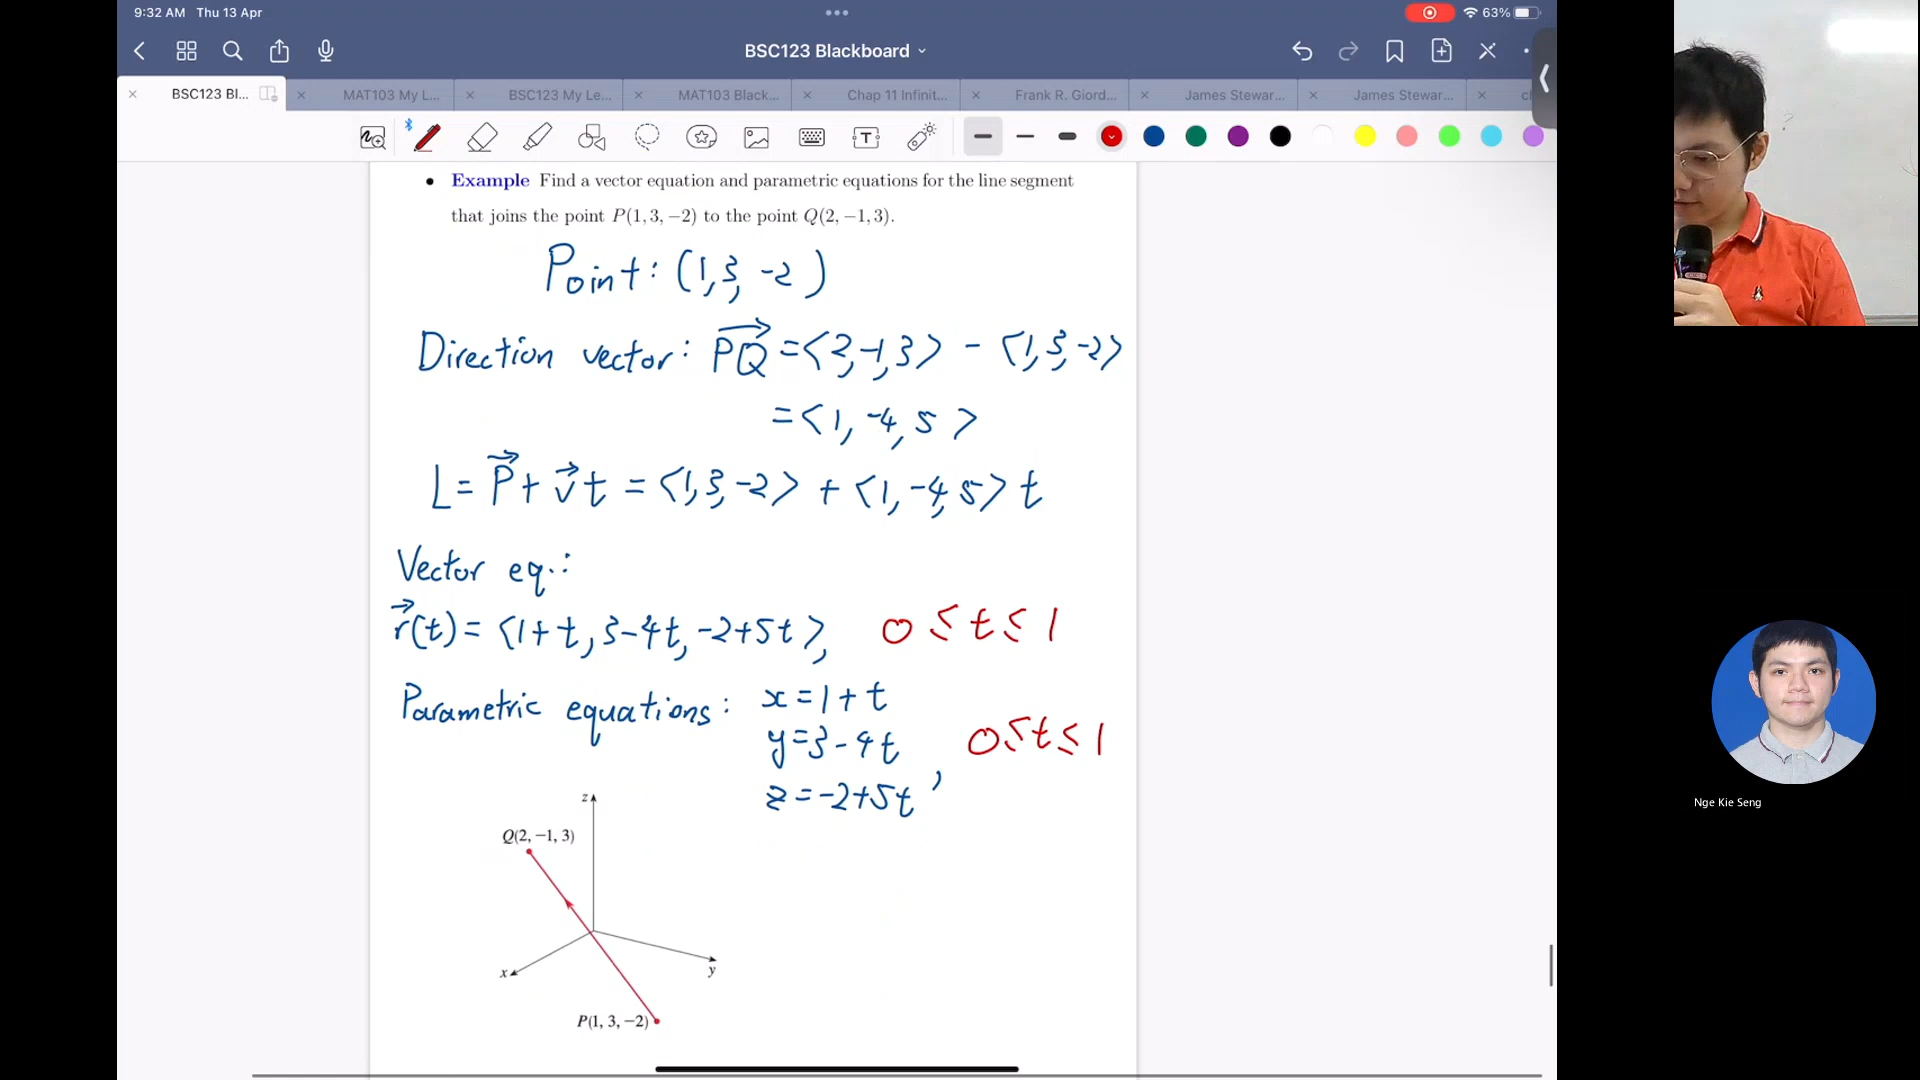 9:32 AM Thu 13 Apr
63%
BSC123 Blackboard
BSC123 Bl...
MAT103 My L...
BSC123 My Le...
MAT103 Black...
Chap 11 Infinit...
Frank R. Giord...
James Stewar...
James Stewar...
T
• Example Find a vector equation and parametric equations for the line segment
that joins the point P(1, 3, −2) to the point Q(2, −1, 3).
Point: (1, 3, -2)
Direction vector: \vec{PQ} = <2, -1, 3> - <1, 3, -2>
= <1, -4, 5>
L = \vec{P} + \vec{v} t = <1, 3, -2> + <1, -4, 5> t
Vector eq.:
\vec{r}(t) = <1+t, 3-4t, -2+5t>, 0 ≤ t ≤ 1
Parametric equations: x = 1 + t
y = 3 - 4t
z = -2 + 5t , 0 ≤ t ≤ 1
z
Q(2, −1, 3)
x
y
P(1, 3, −2)
Nge Kie Seng